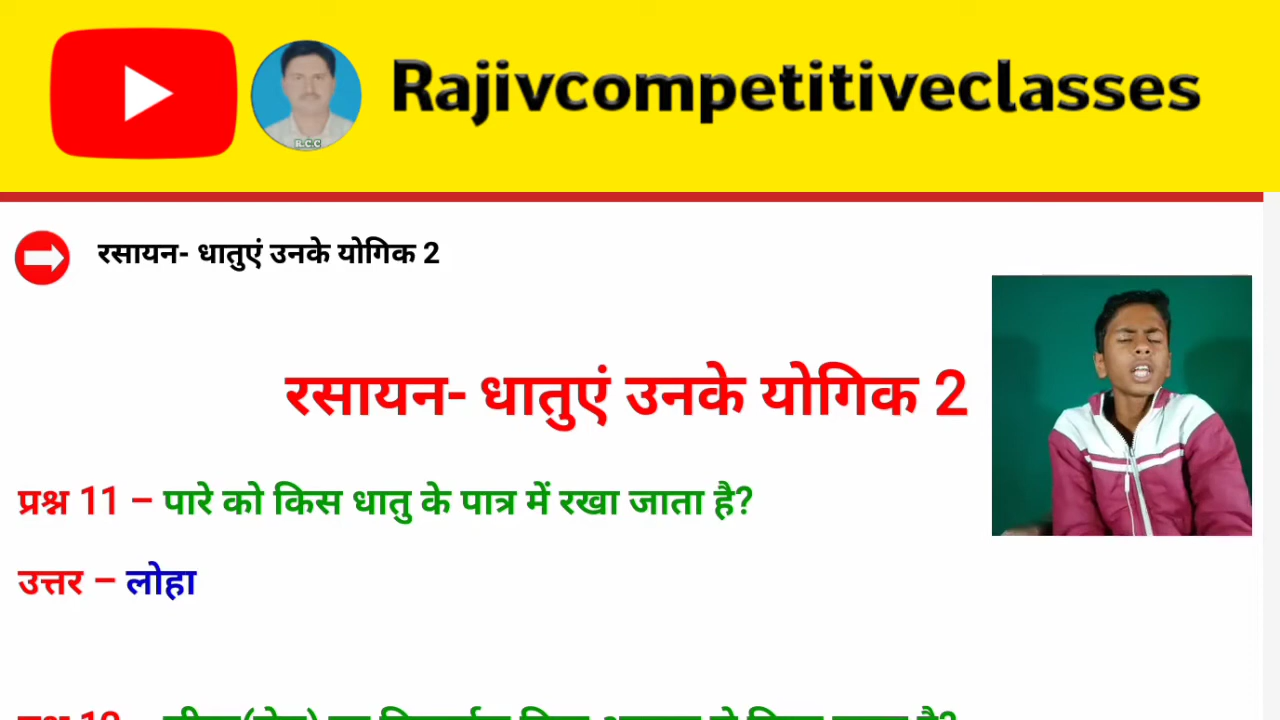 Rajivcompetitiveclasses
R.C.C
रसायन- धातुएं उनके योगिक 2
रसायन- धातुएं उनके योगिक 2
प्रश्न 11 – पारे को किस धातु के पात्र में रखा जाता है?
उत्तर – लोहा